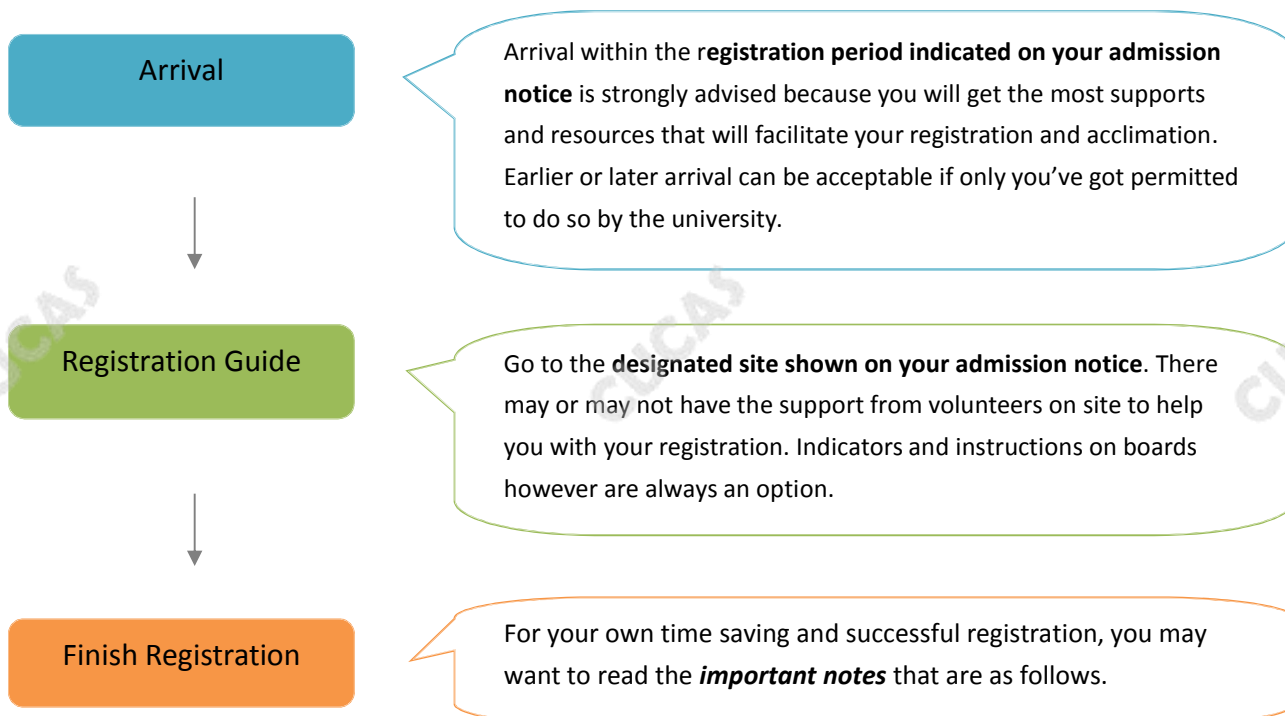 Arrival
Arrival within the registration period indicated on your admission
notice is strongly advised because you will get the most supports
and resources that will facilitate your registration and acclimation.
Earlier or later arrival can be acceptable if only you’ve got permitted
to do so by the university.
CUCAS
Registration Guide
Go to the designated site shown on your admission notice. There
may or may not have the support from volunteers on site to help
you with your registration. Indicators and instructions on boards
however are always an option.
Finish Registration
For your own time saving and successful registration, you may
want to read the important notes that are as follows.